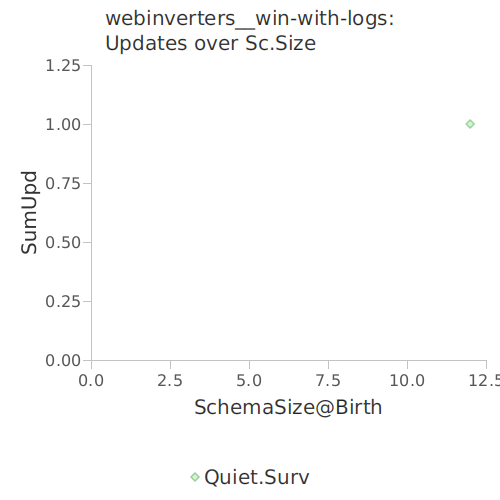 webinverters__win-with-logs:
Updates over Sc.Size
1.25
1.00
0.75
0.50
0.25
0.00
SumUpd
0.0 2.5 5.0 7.5 10.0 12.5
SchemaSize@Birth
Quiet.Surv